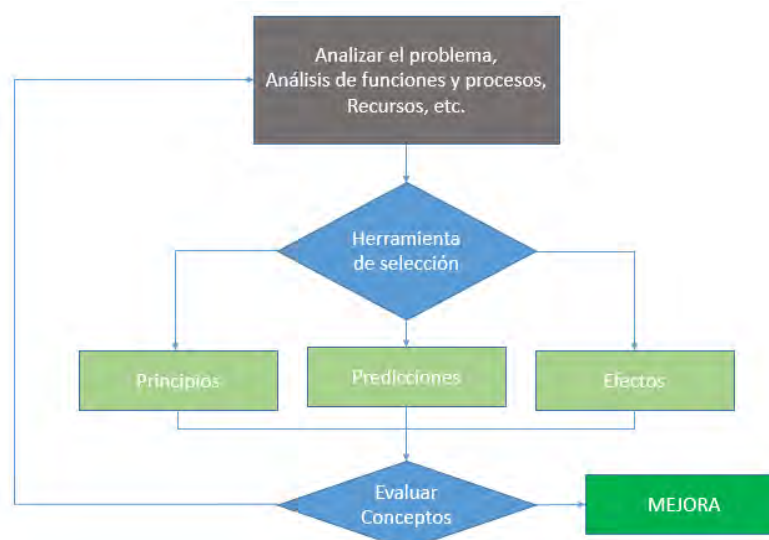 Analizar el problema,
Análisis de funciones y procesos,
Recursos, etc.
Herramienta
de selección
Principios
Predicciones
Efectos
Evaluar
Conceptos
MEJORA